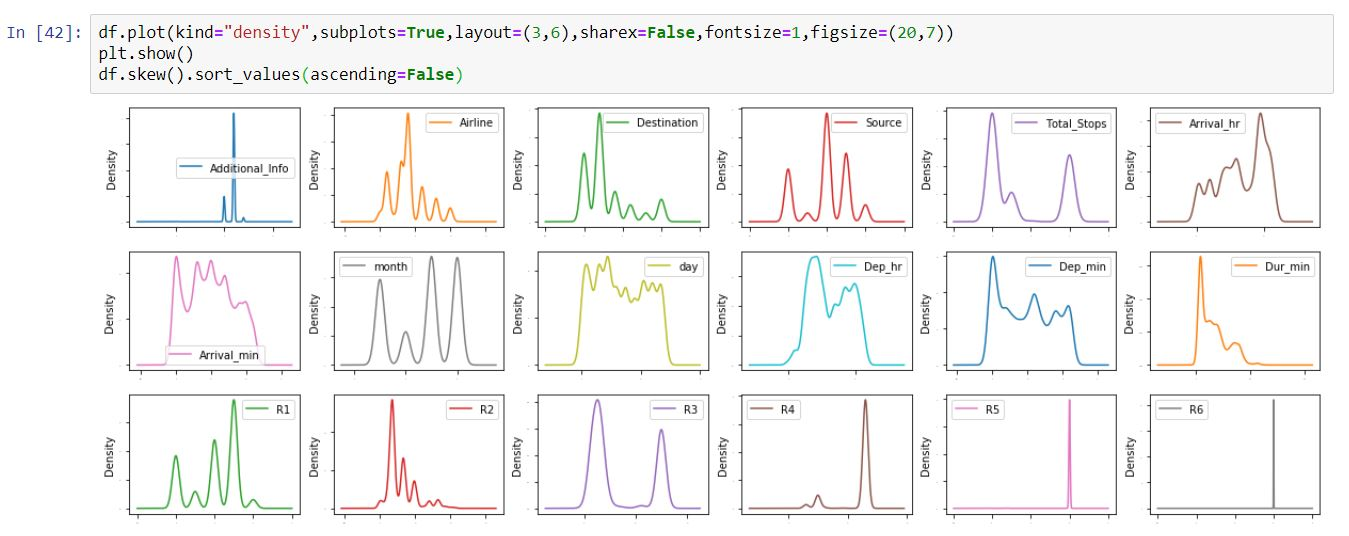 In [42]: df.plot(kind="density",subplots=True,layout=(3,6),sharex=False,fontsize=1,figsize=(20,7))
plt.show()
df.skew().sort_values(ascending=False)
Density Additional_Info
Density Airline
Density Destination
Density Source
Density Total_Stops
Density Arrival_hr
Density Arrival_min
Density month
Density day
Density Dep_hr
Density Dep_min
Density Dur_min
Density R1
Density R2
Density R3
Density R4
Density R5
Density R6